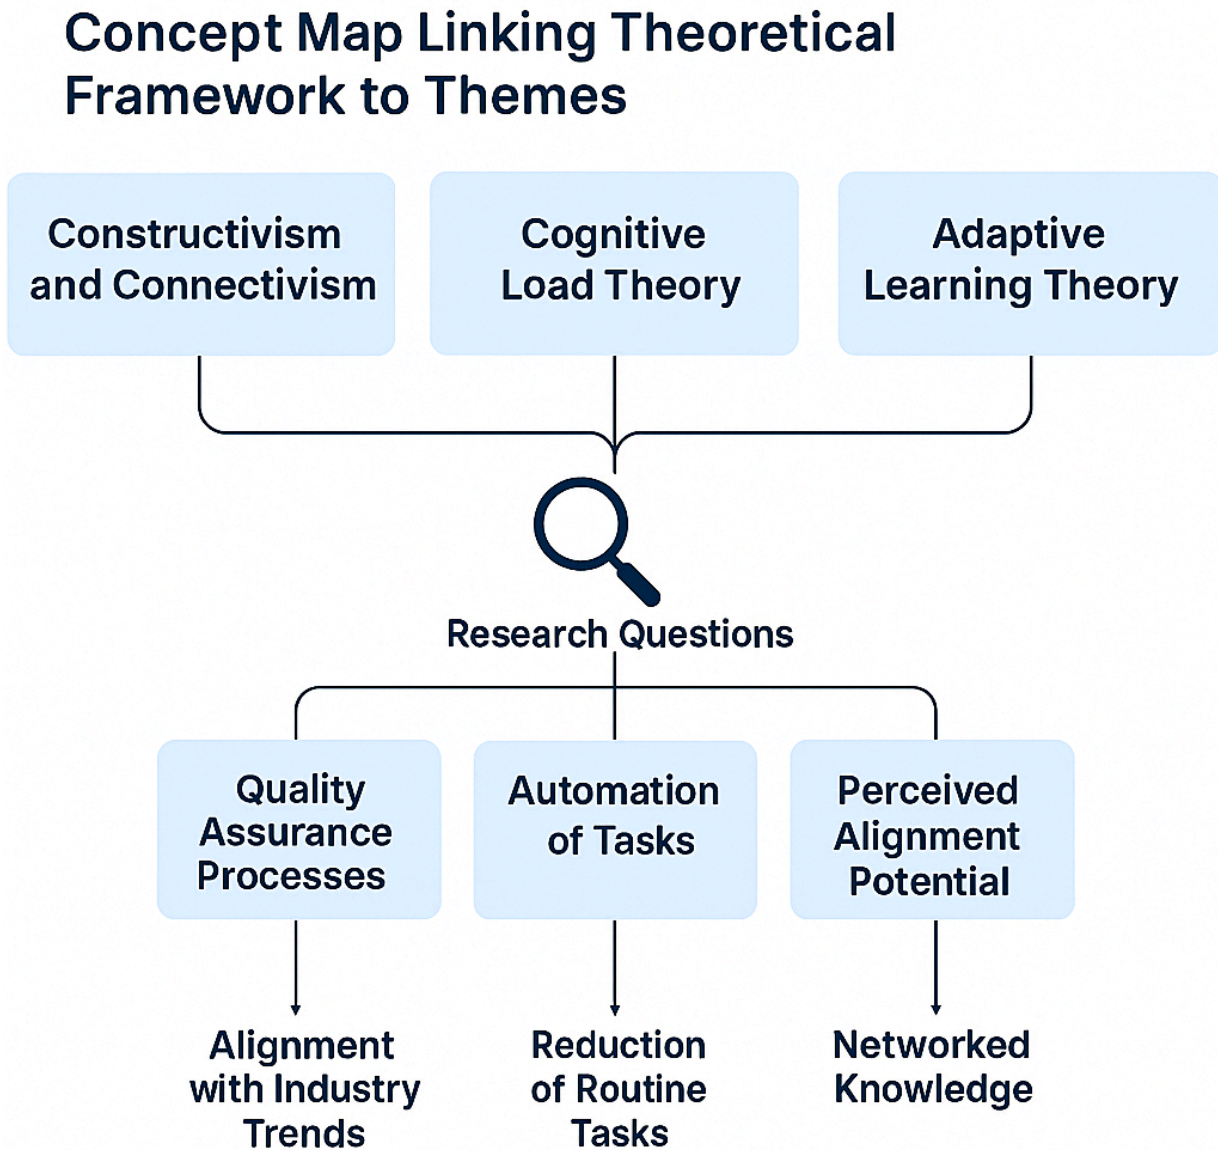 Concept Map Linking Theoretical
Framework to Themes
Constructivism
and Connectivism
Cognitive
Load Theory
Adaptive
Learning Theory
Research Questions
Quality
Assurance
Processes
Automation
of Tasks
Perceived
Alignment
Potential
Alignment
with Industry
Trends
Reduction
of Routine
Tasks
Networked
Knowledge